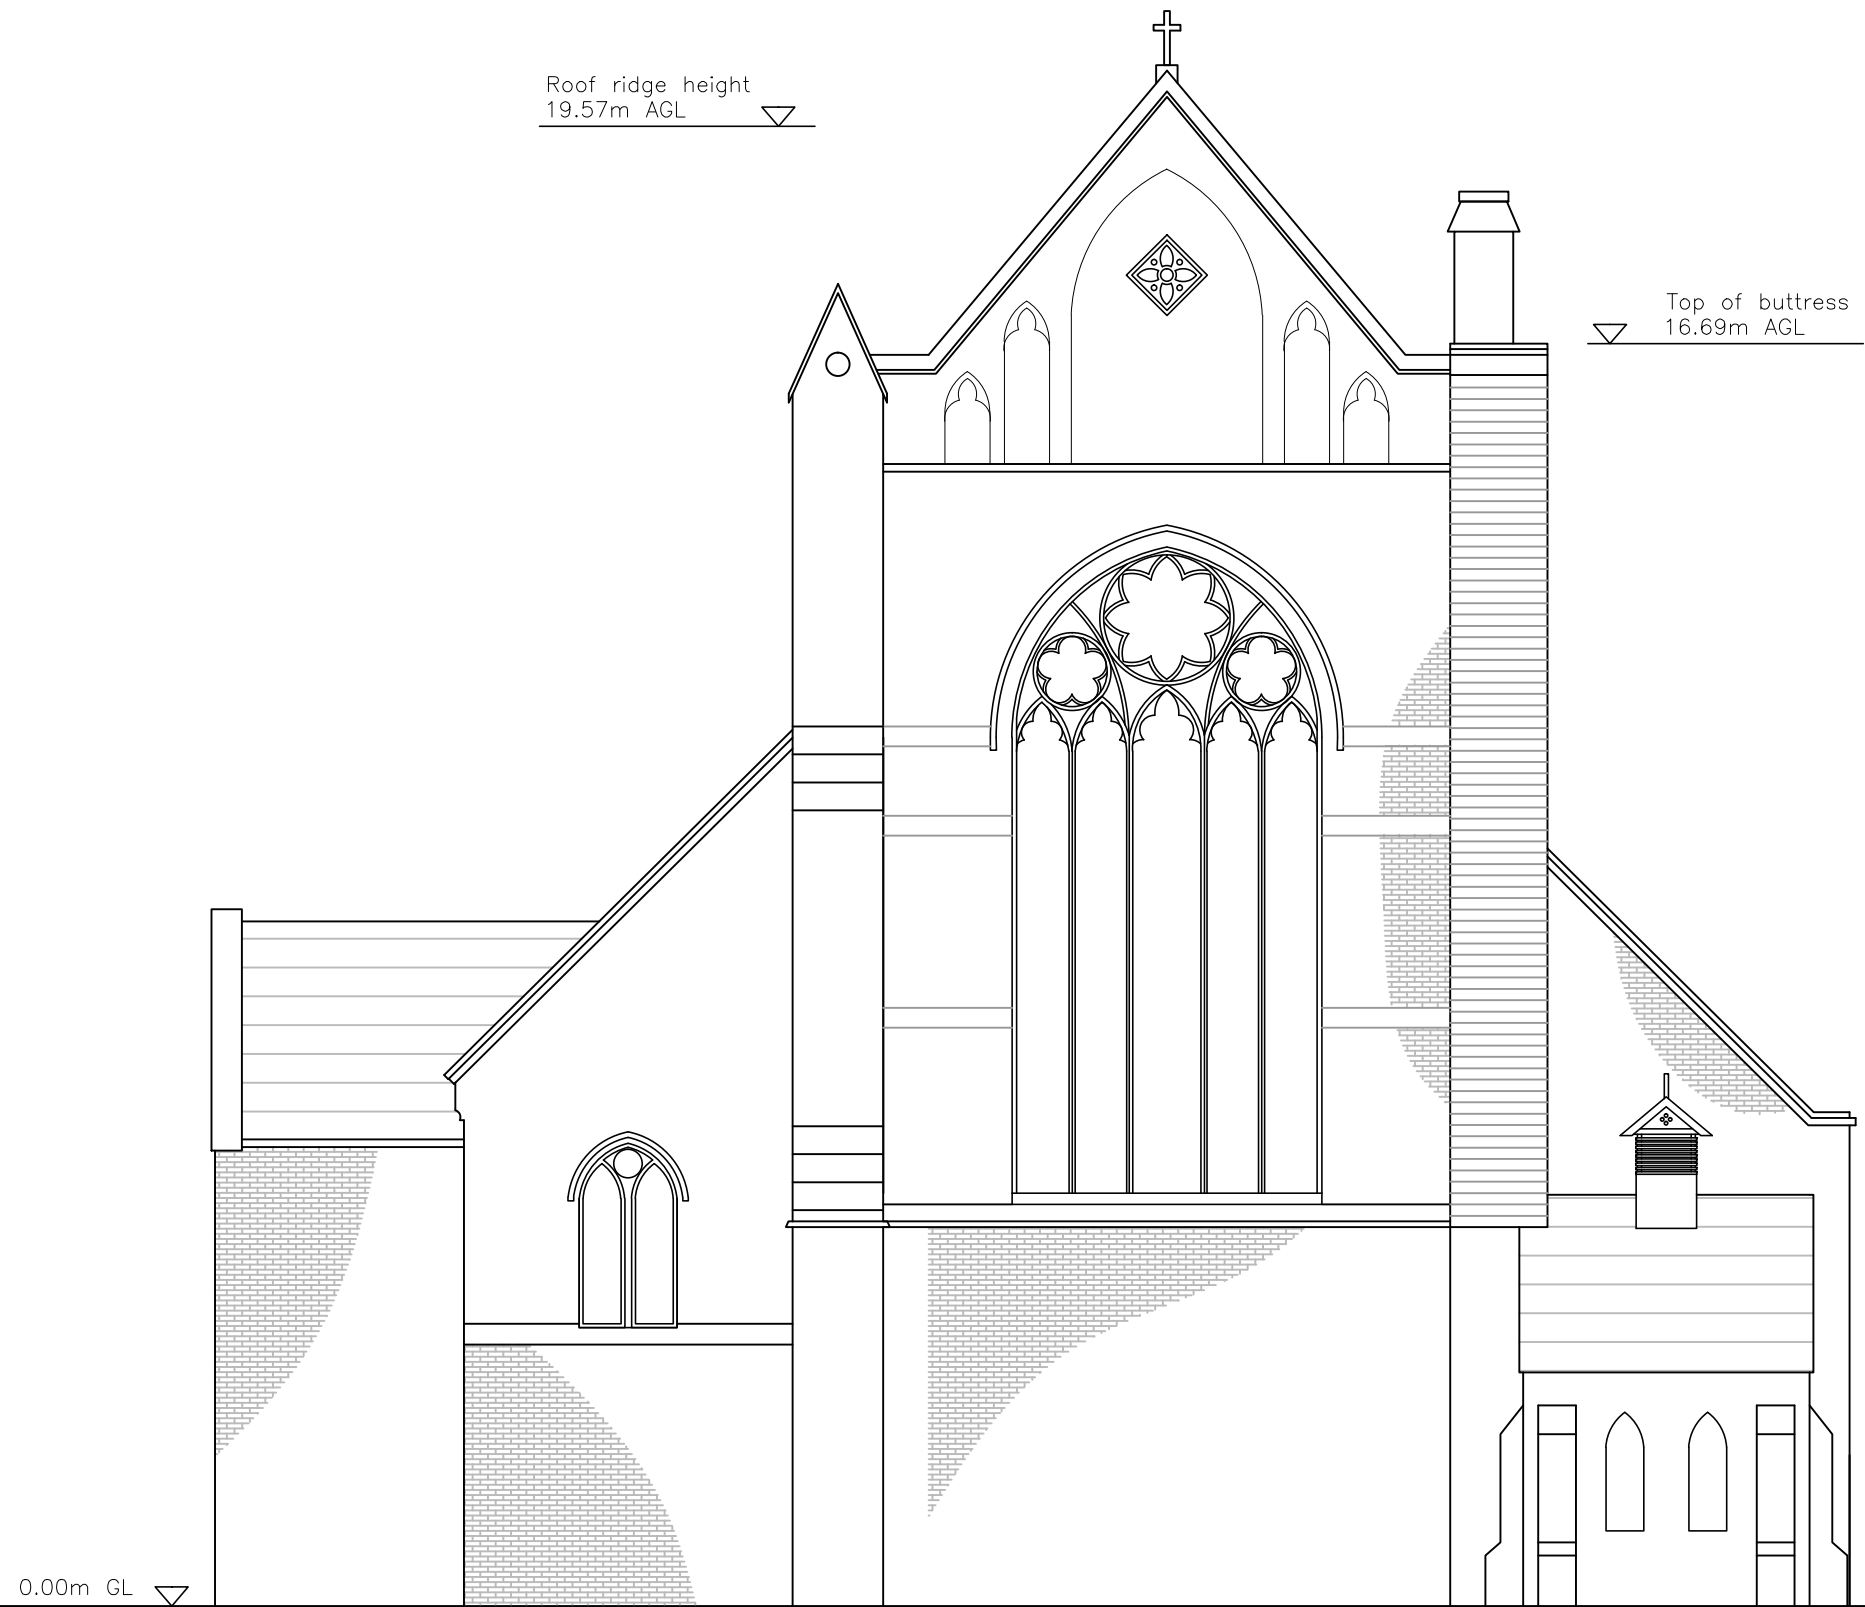 Roof ridge height
19.57m AGL
Top of buttress
16.69m AGL
0.00m GL